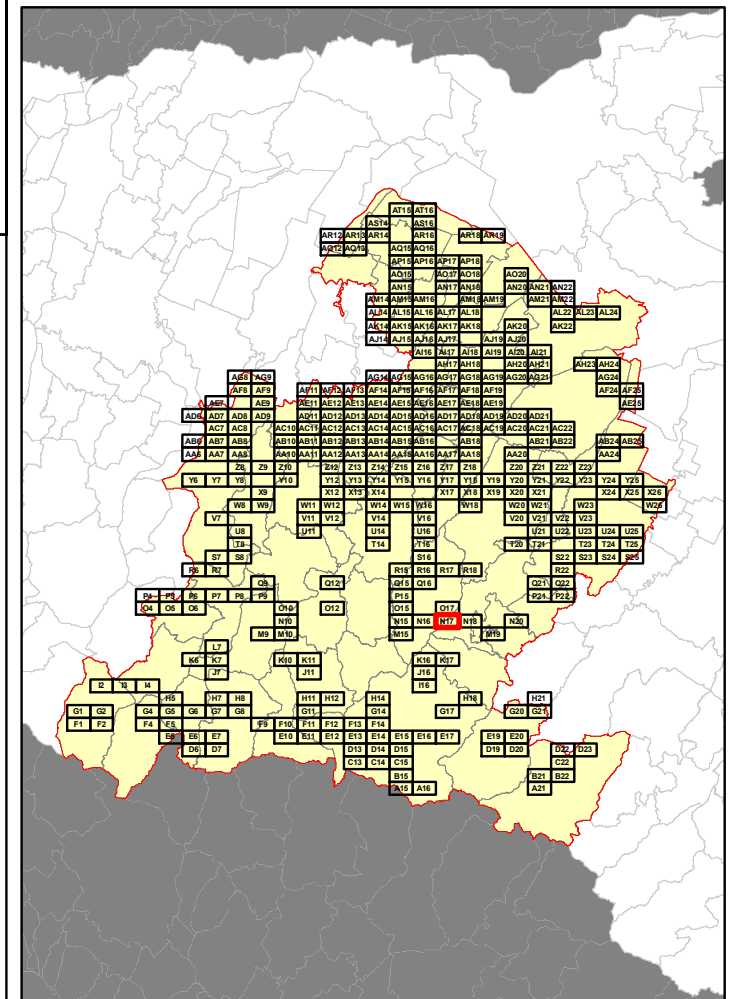 AT15 AT16
AS14 AS16
AR12 AR13 AR14 AR16 AR18 AR19
AQ12 AQ13 AQ15 AQ16
AP15 AP16 AP17 AP18
AO15 AO17 AO18 AO20
AN15 AN17 AN18 AN20 AN21 AN22
AM14 AM15 AM16 AM18 AM19 AM21 AM22
AL14 AL15 AL16 AL17 AL18 AL22 AL23 AL24
AK14 AK15 AK16 AK17 AK18 AK20 AK22
AJ14 AJ15 AJ16 AJ17 AJ19 AJ20
AI16 AI17 AI18 AI19 AI20 AI21
AH17 AH18 AH20 AH21 AH23 AH24
AG8 AG9 AG14 AG15 AG16 AG17 AG18 AG19 AG20 AG21 AG24
AF8 AF9 AF11 AF12 AF13 AF14 AF15 AF16 AF17 AF18 AF19 AF24 AF25
AE7 AE9 AE11 AE12 AE13 AE14 AE15 AE16 AE17 AE18 AE19 AE25
AD6 AD7 AD8 AD9 AD11 AD12 AD13 AD14 AD15 AD16 AD17 AD18 AD19 AD20 AD21
AC7 AC8 AC10 AC11 AC12 AC13 AC14 AC15 AC16 AC17 AC18 AC19 AC20 AC21 AC22
AB6 AB7 AB8 AB10 AB11 AB12 AB13 AB14 AB15 AB16 AB18 AB21 AB22 AB24 AB25
AA6 AA7 AA8 AA10 AA11 AA12 AA13 AA14 AA15 AA16 AA17 AA18 AA20 AA24
Z8 Z9 Z10 Z12 Z13 Z14 Z15 Z16 Z17 Z18 Z20 Z21 Z22 Z23
Y6 Y7 Y8 Y10 Y12 Y13 Y14 Y15 Y16 Y17 Y18 Y19 Y20 Y21 Y22 Y23 Y24 Y25
X9 X12 X13 X14 X17 X18 X19 X20 X21 X24 X25 X26
W8 W9 W11 W12 W14 W15 W16 W18 W20 W21 W23 W26
V7 V11 V12 V14 V16 V20 V21 V22 V23
U8 U11 U14 U16 U21 U22 U23 U24 U25
T8 T14 T16 T20 T21 T23 T24 T25
S7 S8 S16 S22 S23 S24 S25
R6 R7 R15 R16 R17 R18 R22
Q9 Q12 Q15 Q16 Q21 Q22
P4 P5 P6 P7 P8 P9 P15 P21 P22
O4 O5 O6 O10 O12 O15 O17
N10 N15 N16 N17 N18 N20
M9 M10 M15 M19
L7
K6 K7 K10 K11 K16 K17
J7 J11 J16
I2 I3 I4 I16
H5 H7 H8 H11 H12 H14 H18 H21
G1 G2 G4 G5 G6 G7 G8 G11 G14 G17 G20 G21
F1 F2 F4 F5 F9 F10 F11 F12 F13 F14
E5 E6 E7 E10 E11 E12 E13 E14 E15 E16 E17 E19 E20
D6 D7 D13 D14 D15 D19 D20 D22 D23
C13 C14 C15 C22
B15 B21 B22
A15 A16 A21